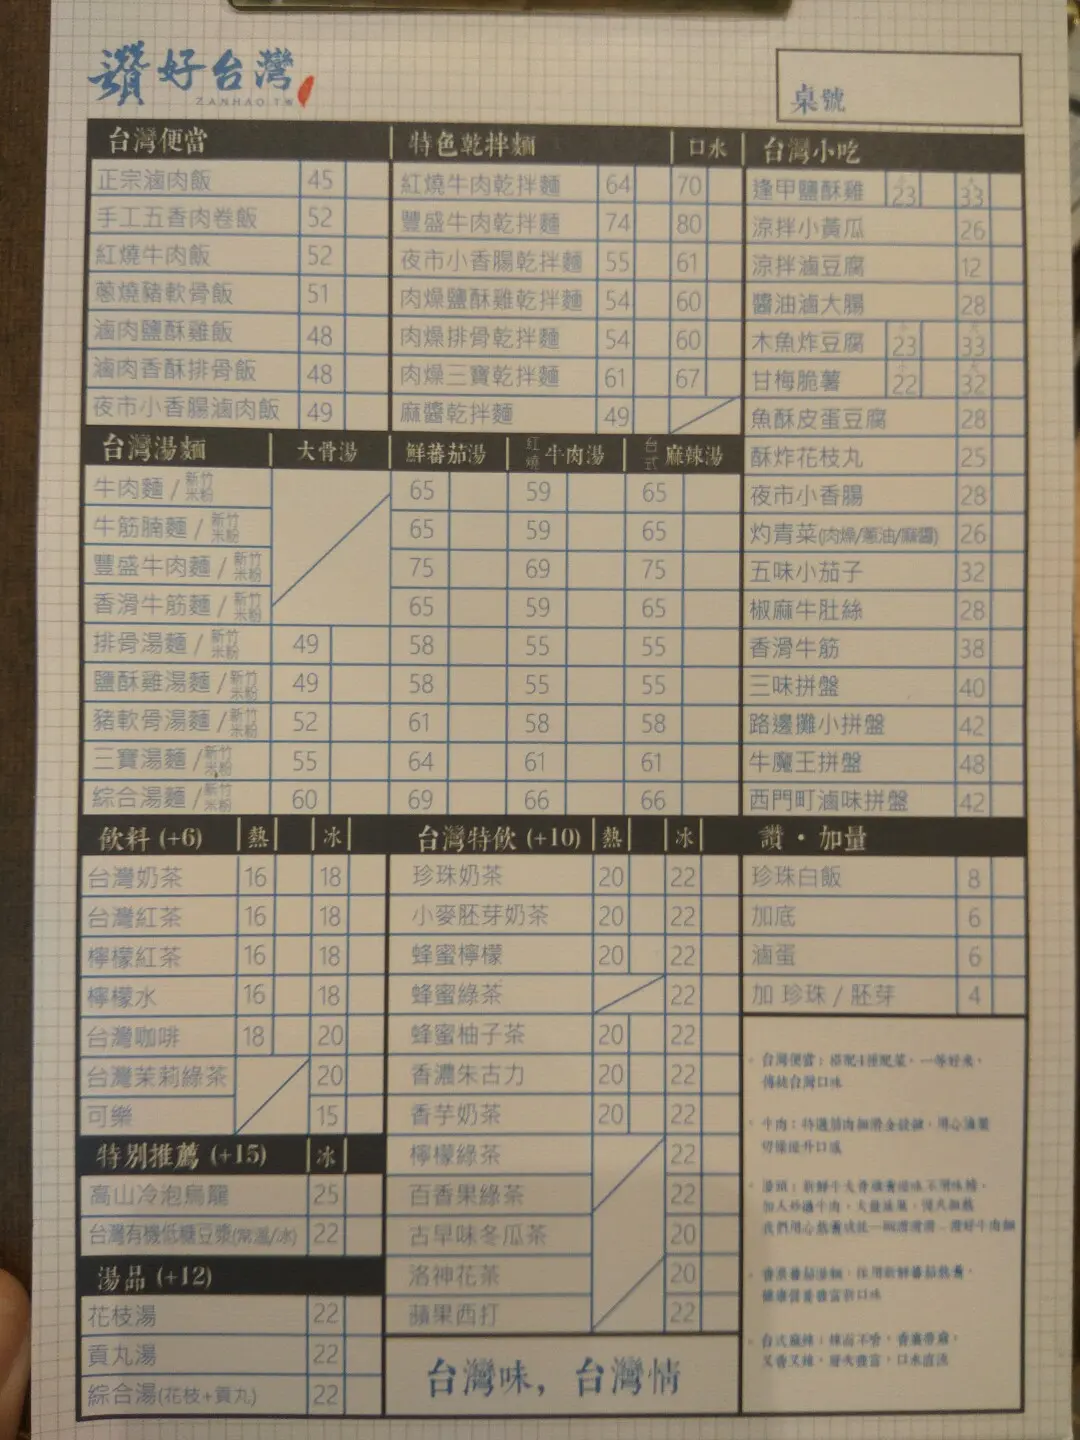 讚好台灣
ZANHAO.TW
桌號
台灣便當
正宗滷肉飯 45
手工五香肉卷飯 52
紅燒牛肉飯 52
蔥燒豬軟骨飯 51
滷肉鹽酥雞飯 48
滷肉香酥排骨飯 48
夜市小香腸滷肉飯 49
特色乾拌麵 口水
紅燒牛肉乾拌麵 64 70
豐盛牛肉乾拌麵 74 80
夜市小香腸乾拌麵 55 61
肉燥鹽酥雞乾拌麵 54 60
肉燥排骨乾拌麵 54 60
肉燥三寶乾拌麵 61 67
麻醬乾拌麵 49
台灣小吃
逢甲鹽酥雞 小 23 大 33
涼拌小黃瓜 26
涼拌滷豆腐 12
醬油滷大腸 28
木魚炸豆腐 小 23 大 33
甘梅脆薯 小 22 大 32
魚酥皮蛋豆腐 28
酥炸花枝丸 25
夜市小香腸 28
灼青菜(肉燥/蔥油/麻醬) 26
五味小茄子 32
椒麻牛肚絲 28
香滑牛筋 38
三味拼盤 40
路邊攤小拼盤 42
牛魔王拼盤 48
西門町滷味拼盤 42
台灣湯麵 大骨湯 鮮蕃茄湯 紅燒牛肉湯 台式麻辣湯
牛肉麵 / 新竹米粉 65 59 65
牛筋腩麵 / 新竹米粉 65 59 65
豐盛牛肉麵 / 新竹米粉 75 69 75
香滑牛筋麵 / 新竹米粉 65 59 65
排骨湯麵 / 新竹米粉 49 58 55 55
鹽酥雞湯麵 / 新竹米粉 49 58 55 55
豬軟骨湯麵 / 新竹米粉 52 61 58 58
三寶湯麵 / 新竹米粉 55 64 61 61
綜合湯麵 / 新竹米粉 60 69 66 66
飲料 (+6) 熱 冰
台灣奶茶 16 18
台灣紅茶 16 18
檸檬紅茶 16 18
檸檬水 16 18
台灣咖啡 18 20
台灣茉莉綠茶 20
可樂 15
特別推薦 (+15) 冰
高山冷泡烏龍 25
台灣有機低糖豆漿(常溫/冰) 22
湯品 (+12)
花枝湯 22
貢丸湯 22
綜合湯(花枝+貢丸) 22
台灣特飲 (+10) 熱 冰
珍珠奶茶 20 22
小麥胚芽奶茶 20 22
蜂蜜檸檬 20 22
蜂蜜綠茶 22
蜂蜜柚子茶 20 22
香濃朱古力 20 22
香芋奶茶 20 22
檸檬綠茶 22
百香果綠茶 22
古早味冬瓜茶 20
洛神花茶 20
蘋果西打 22
台灣味，台灣情
讚・加量
珍珠白飯 8
加底 6
滷蛋 6
加 珍珠 / 胚芽 4
台灣便當：搭配4種配菜，一等好米，
傳統台灣口味